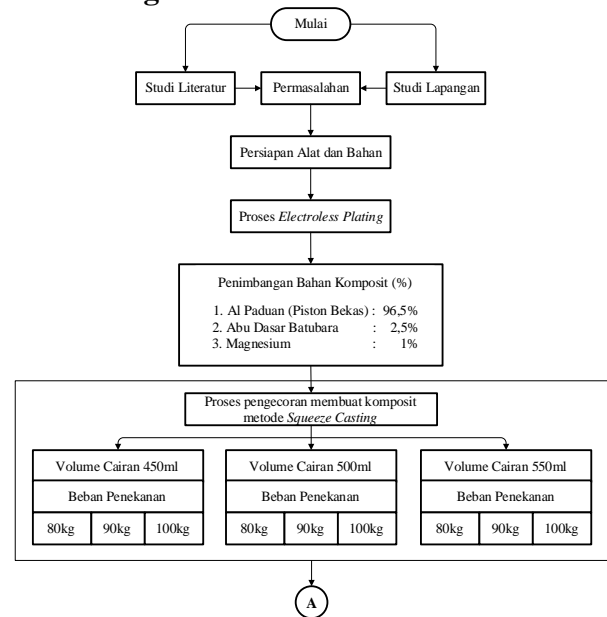 Mulai
Studi Literatur
Permasalahan
Studi Lapangan
Persiapan Alat dan Bahan
Proses Electroless Plating
Penimbangan Bahan Komposit (%)
1. Al Paduan (Piston Bekas) : 96,5%
2. Abu Dasar Batubara : 2,5%
3. Magnesium : 1%
Proses pengecoran membuat komposit
metode Squeeze Casting
Volume Cairan 450ml
Beban Penekanan
80kg 90kg 100kg
Volume Cairan 500ml
Beban Penekanan
80kg 90kg 100kg
Volume Cairan 550ml
Beban Penekanan
80kg 90kg 100kg
A